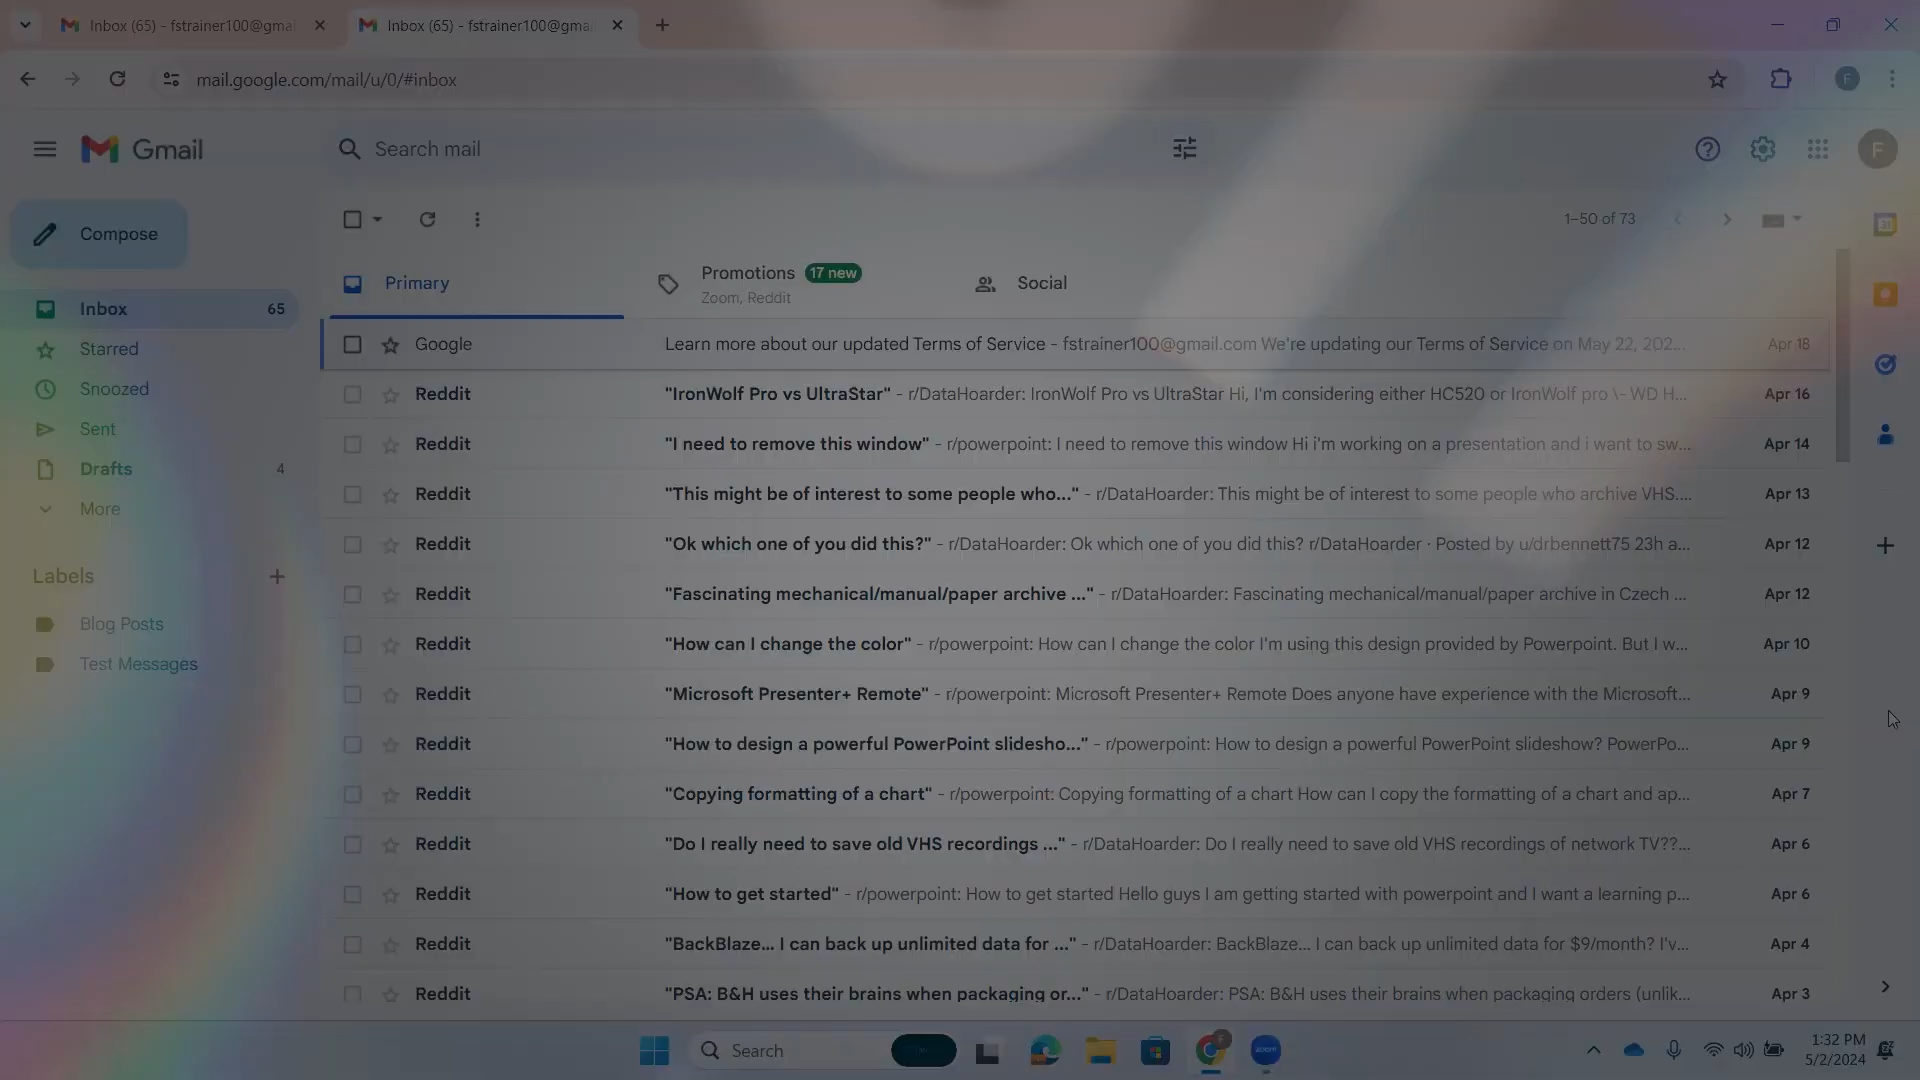 Inbox (65) - fstrainer100@gma
Inbox (65) - fstrainer100@gma
mail.google.com/mail/u/0/#inbox
F
Gmail
Search mail
F
Compose
1–50 of 73
Primary
Promotions 17 new
Zoom, Reddit
Social
Inbox 65
Starred
Snoozed
Sent
Drafts 4
More
Labels
Blog Posts
Test Messages
Google Learn more about our updated Terms of Service - fstrainer100@gmail.com We're updating our Terms of Service on May 22, 202... Apr 18
Reddit "IronWolf Pro vs UltraStar" - r/DataHoarder: IronWolf Pro vs UltraStar Hi, I'm considering either HC520 or IronWolf pro \- WD H... Apr 16
Reddit "I need to remove this window" - r/powerpoint: I need to remove this window Hi i'm working on a presentation and i want to sw... Apr 14
Reddit "This might be of interest to some people who..." - r/DataHoarder: This might be of interest to some people who archive VHS.... Apr 13
Reddit "Ok which one of you did this?" - r/DataHoarder: Ok which one of you did this? r/DataHoarder · Posted by u/drbennett75 23h a... Apr 12
Reddit "Fascinating mechanical/manual/paper archive ..." - r/DataHoarder: Fascinating mechanical/manual/paper archive in Czech ... Apr 12
Reddit "How can I change the color" - r/powerpoint: How can I change the color I'm using this design provided by Powerpoint. But I w... Apr 10
Reddit "Microsoft Presenter+ Remote" - r/powerpoint: Microsoft Presenter+ Remote Does anyone have experience with the Microsoft... Apr 9
Reddit "How to design a powerful PowerPoint slidesho..." - r/powerpoint: How to design a powerful PowerPoint slideshow? PowerPo... Apr 9
Reddit "Copying formatting of a chart" - r/powerpoint: Copying formatting of a chart How can I copy the formatting of a chart and ap... Apr 7
Reddit "Do I really need to save old VHS recordings ..." - r/DataHoarder: Do I really need to save old VHS recordings of network TV??... Apr 6
Reddit "How to get started" - r/powerpoint: How to get started Hello guys I am getting started with powerpoint and I want a learning p... Apr 6
Reddit "BackBlaze... I can back up unlimited data for ..." - r/DataHoarder: BackBlaze... I can back up unlimited data for $9/month? I'v... Apr 4
Reddit "PSA: B&H uses their brains when packaging or..." - r/DataHoarder: PSA: B&H uses their brains when packaging orders (unlik... Apr 3
Search
zoom
1:32 PM
5/2/2024